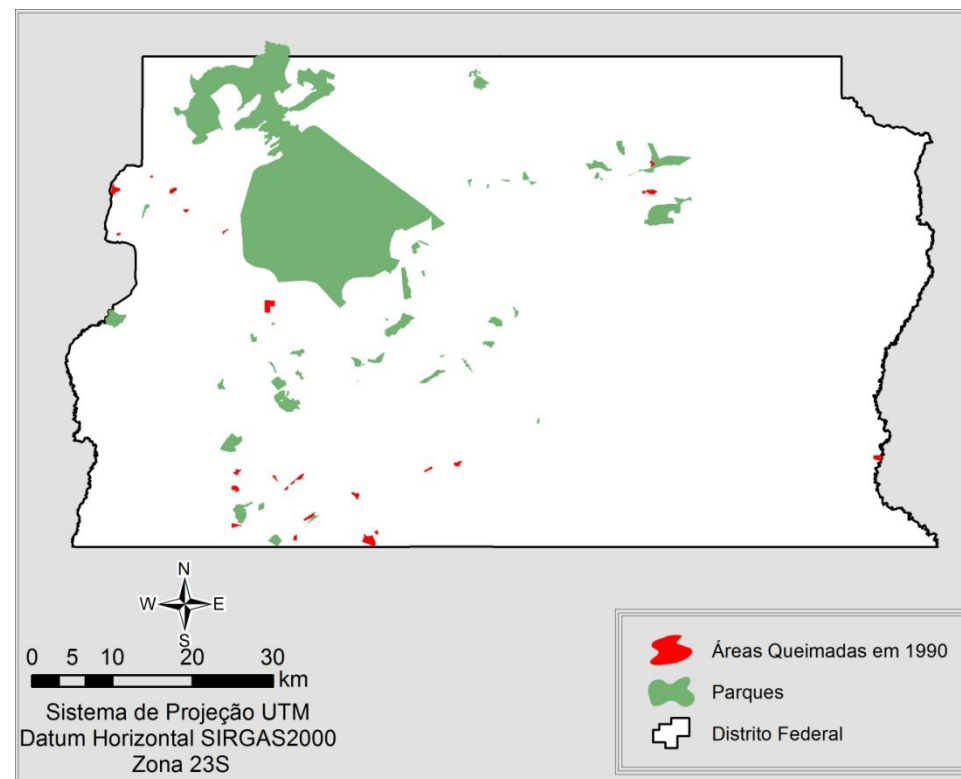 N
W E
S
0 5 10 20 30
km
Sistema de Projeção UTM
Datum Horizontal SIRGAS2000
Zona 23S
Áreas Queimadas em 1990
Parques
Distrito Federal